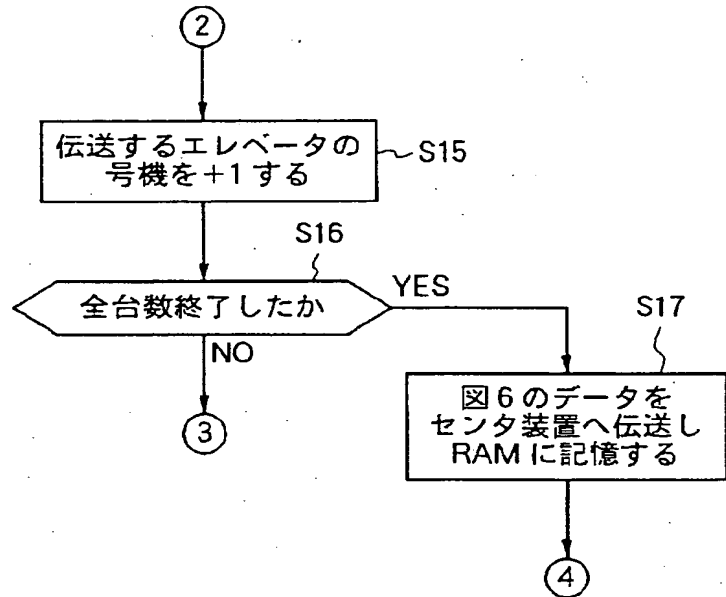 ②
伝送するエレベータの
号機を+1する
S15
S16
全台数終了したか
YES
NO
S17
図6のデータを
センタ装置へ伝送し
RAMに記憶する
③
④